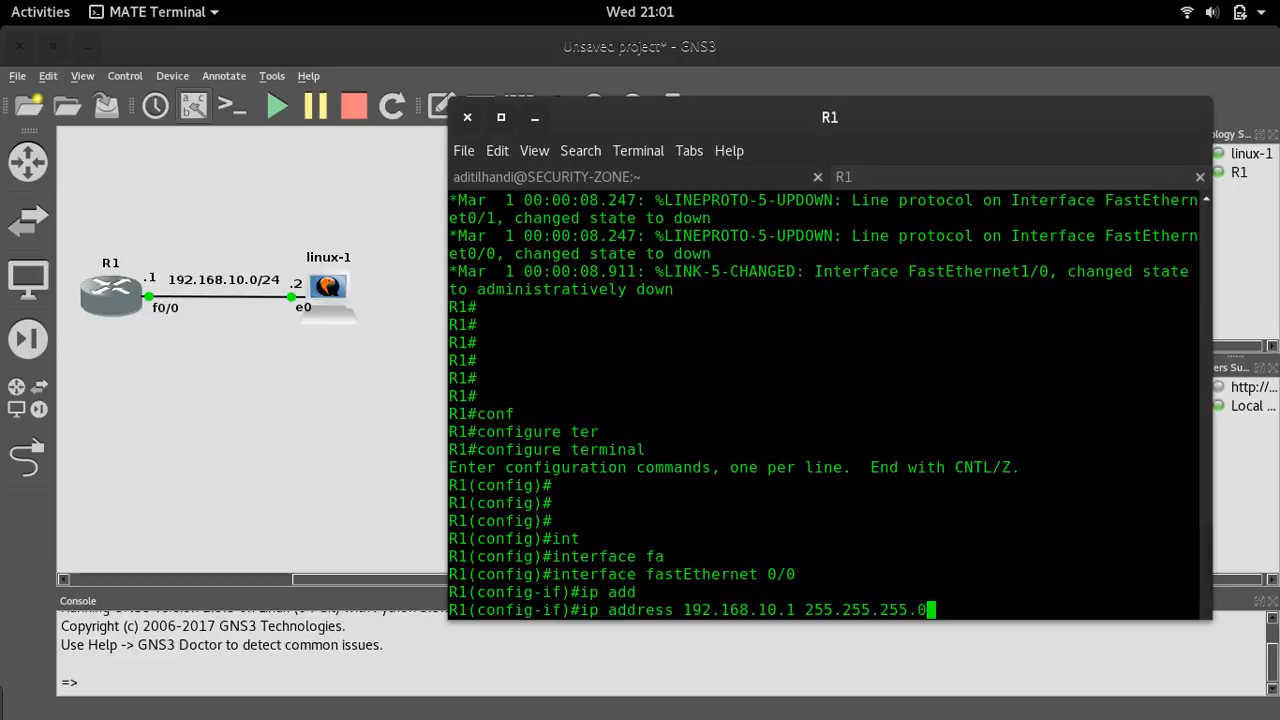 Activities
MATE Terminal
Wed 21:01
Unsaved project* - GNS3
File Edit View Control Device Annotate Tools Help
R1
File Edit View Search Terminal Tabs Help
aditilhandi@SECURITY-ZONE:~
R1
*Mar  1 00:00:08.247: %LINEPROTO-5-UPDOWN: Line protocol on Interface FastEthern
et0/1, changed state to down
*Mar  1 00:00:08.247: %LINEPROTO-5-UPDOWN: Line protocol on Interface FastEthern
et0/0, changed state to down
*Mar  1 00:00:08.911: %LINK-5-CHANGED: Interface FastEthernet1/0, changed state
to administratively down
R1#
R1#
R1#
R1#
R1#
R1#
R1#conf
R1#configure ter
R1#configure terminal
Enter configuration commands, one per line.  End with CNTL/Z.
R1(config)#
R1(config)#
R1(config)#
R1(config)#int
R1(config)#interface fa
R1(config)#interface fastEthernet 0/0
R1(config-if)#ip add
R1(config-if)#ip address 192.168.10.1 255.255.255.0
R1
.1
192.168.10.0/24
.2
linux-1
f0/0
e0
ology S...
linux-1
R1
ers Su...
http://...
Local ...
Console
Copyright (c) 2006-2017 GNS3 Technologies.
Use Help -> GNS3 Doctor to detect common issues.
=>